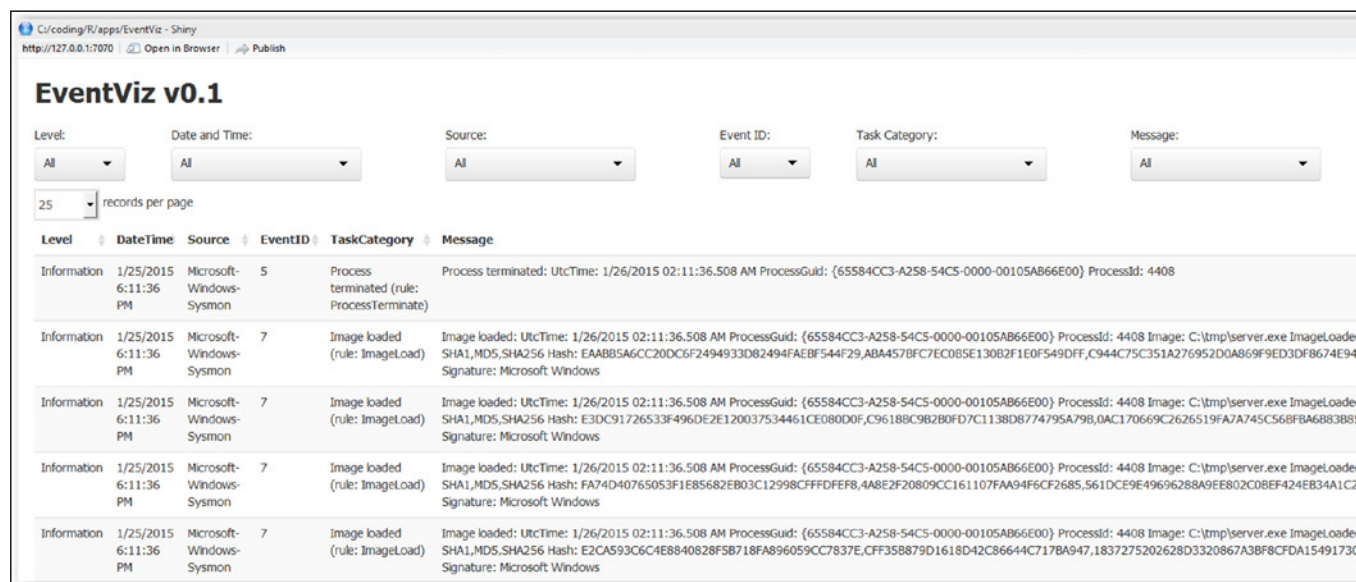 C:/coding/R/apps/EventViz - Shiny
http://127.0.0.1:7070 Open in Browser Publish
EventViz v0.1
Level: Date and Time: Source: Event ID: Task Category: Message:
All All All All All All
25 records per page
Level DateTime Source EventID TaskCategory Message
Information 1/25/2015 Microsoft- 5 Process Process terminated: UtcTime: 1/26/2015 02:11:36.508 AM ProcessGuid: {65584CC3-A258-54C5-0000-00105AB66E00} ProcessId: 4408
6:11:36 Windows- terminated (rule:
PM Sysmon ProcessTerminate)
Information 1/25/2015 Microsoft- 7 Image loaded Image loaded: UtcTime: 1/26/2015 02:11:36.508 AM ProcessGuid: {65584CC3-A258-54C5-0000-00105AB66E00} ProcessId: 4408 Image: C:\tmp\server.exe ImageLoade
6:11:36 Windows- (rule: ImageLoad) SHA1,MD5,SHA256 Hash: EAABB5A6CC20DC6F2494933D82494FAEBF544F29,ABA457BFC7EC0B5E130B2F1E0F549DFF,C944C75C351A276952D0A869F9ED3DF8674E94
PM Sysmon Signature: Microsoft Windows
Information 1/25/2015 Microsoft- 7 Image loaded Image loaded: UtcTime: 1/26/2015 02:11:36.508 AM ProcessGuid: {65584CC3-A258-54C5-0000-00105AB66E00} ProcessId: 4408 Image: C:\tmp\server.exe ImageLoade
6:11:36 Windows- (rule: ImageLoad) SHA1,MD5,SHA256 Hash: E3DC91726533F496DE2E120037534461CE080D0F,C961BBC9B2B0FD7C1138D8774795A79B,0AC170669C2626519FA7A745C56BFBA6B83B85
PM Sysmon Signature: Microsoft Windows
Information 1/25/2015 Microsoft- 7 Image loaded Image loaded: UtcTime: 1/26/2015 02:11:36.508 AM ProcessGuid: {65584CC3-A258-54C5-0000-00105AB66E00} ProcessId: 4408 Image: C:\tmp\server.exe ImageLoade
6:11:36 Windows- (rule: ImageLoad) SHA1,MD5,SHA256 Hash: FA74D40765053F1E85682EB03C12998CFFFDFEF8,4A8E2F20809CC161107FAA94F6CF2685,561DCE9E49696288A9EE802C0BEF424EB34A1C2
PM Sysmon Signature: Microsoft Windows
Information 1/25/2015 Microsoft- 7 Image loaded Image loaded: UtcTime: 1/26/2015 02:11:36.508 AM ProcessGuid: {65584CC3-A258-54C5-0000-00105AB66E00} ProcessId: 4408 Image: C:\tmp\server.exe ImageLoade
6:11:36 Windows- (rule: ImageLoad) SHA1,MD5,SHA256 Hash: E2CA593C6C4E8840828F5B718FA896059CC7837E,CFF35B879D1618D42C86644C717BA947,1837275202628D3320867A3BF8CFDA15491730
PM Sysmon Signature: Microsoft Windows